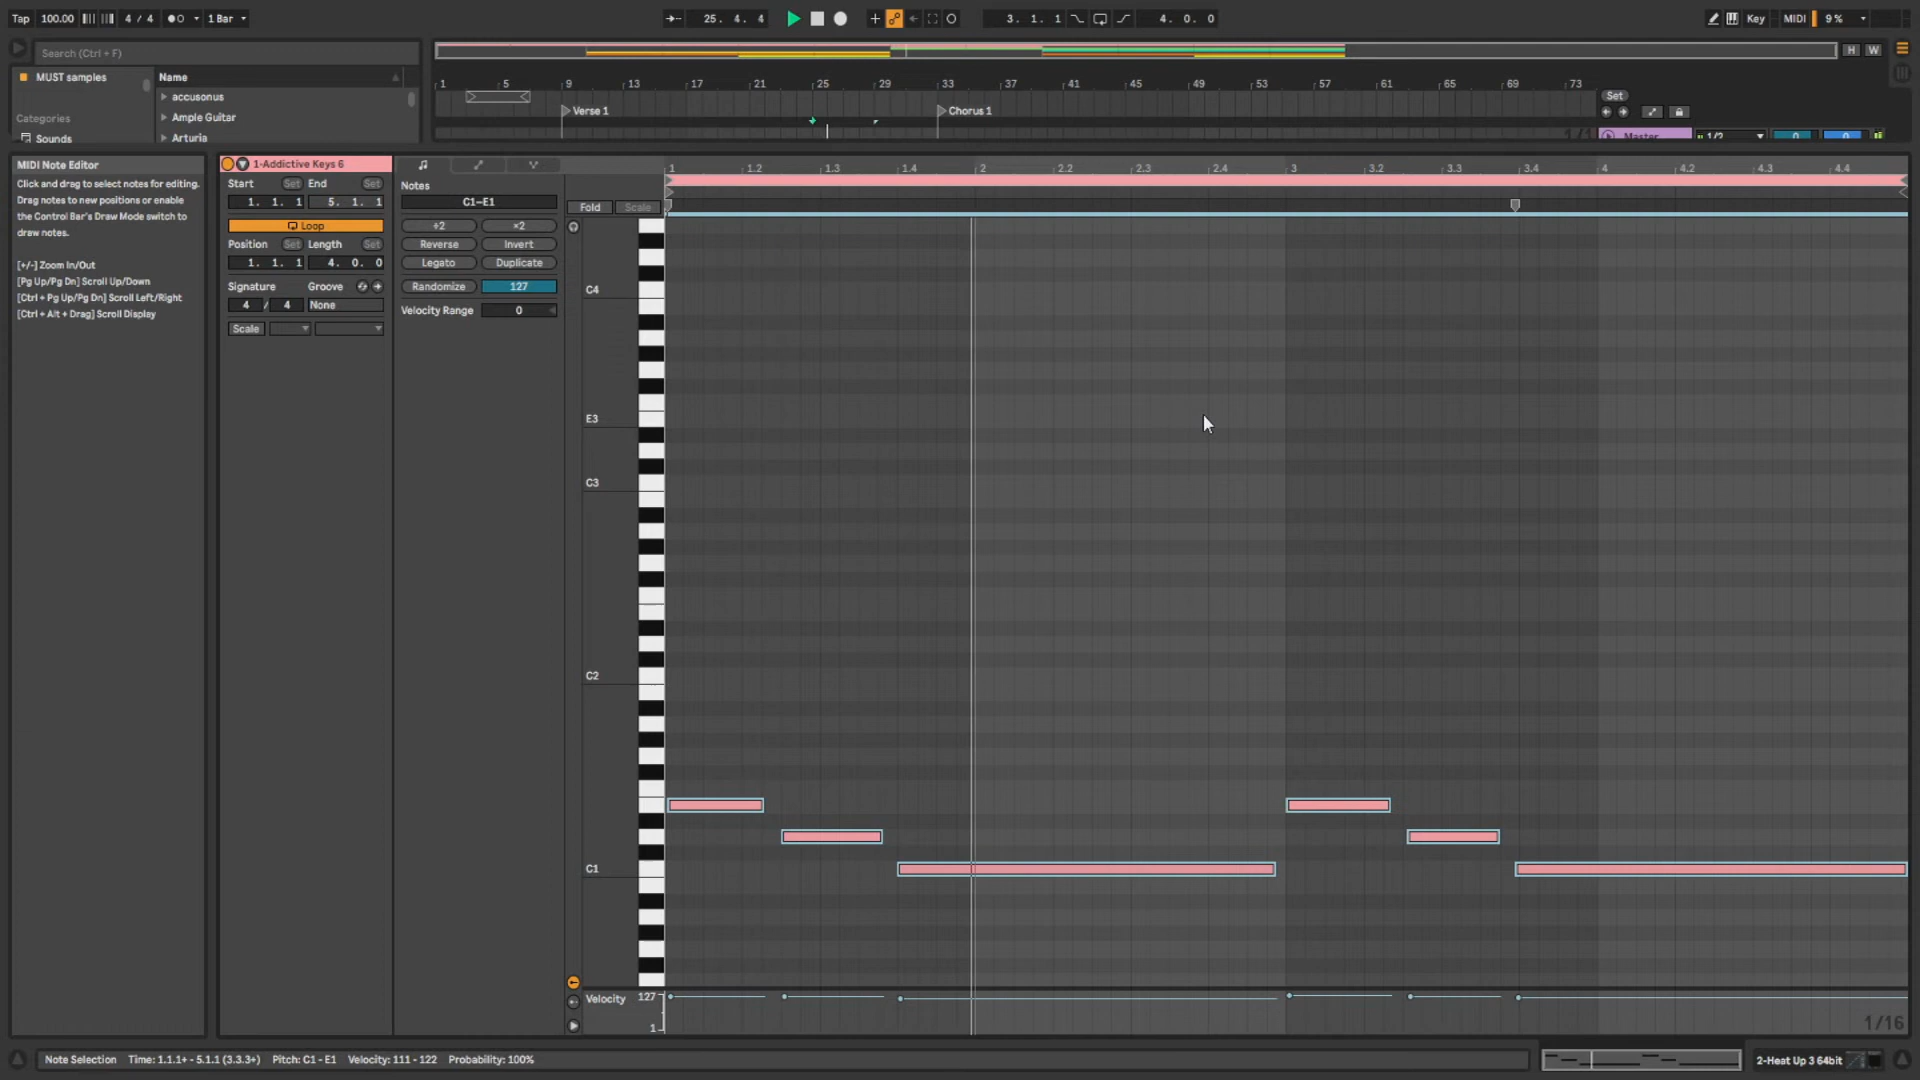 Tap 100.00 4 / 4 1 Bar 25. 4. 4 3. 1. 1 4. 0. 0 Key MIDI 9 %
Search (Ctrl + F)
H W
MUST samples Name
accusonus
Categories Ample Guitar
Sounds Arturia
1 5 9 13 17 21 25 29 33 37 41 45 49 53 57 61 65 69 73
Set
Verse 1 Chorus 1
1/1 Master 1/2 0 0
MIDI Note Editor
Click and drag to select notes for editing.
Drag notes to new positions or enable
the Control Bar's Draw Mode switch to
draw notes.
[+/-] Zoom In/Out
[Pg Up/Pg Dn] Scroll Up/Down
[Ctrl + Pg Up/Pg Dn] Scroll Left/Right
[Ctrl + Alt + Drag] Scroll Display
1-Addictive Keys 6
Start Set End Set
1. 1. 1 5. 1. 1
Loop
Position Set Length Set
1. 1. 1 4. 0. 0
Signature Groove
4 / 4 None
Scale
Notes
C1–E1
÷2 ×2
Reverse Invert
Legato Duplicate
Randomize 127
Velocity Range 0
1 1.2 1.3 1.4 2 2.2 2.3 2.4 3 3.2 3.3 3.4 4 4.2 4.3 4.4
Fold Scale
C4
E3
C3
C2
C1
Velocity 127
1
1/16
Note Selection Time: 1.1.1+ - 5.1.1 (3.3.3+) Pitch: C1 - E1 Velocity: 111 - 122 Probability: 100%
2-Heat Up 3 64bit